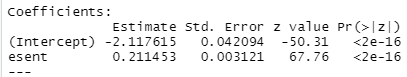 Coefficients:
Estimate Std. Error z value Pr(>|z|)
(Intercept) -2.117615 0.042094 -50.31 <2e-16
esent 0.211453 0.003121 67.76 <2e-16
---